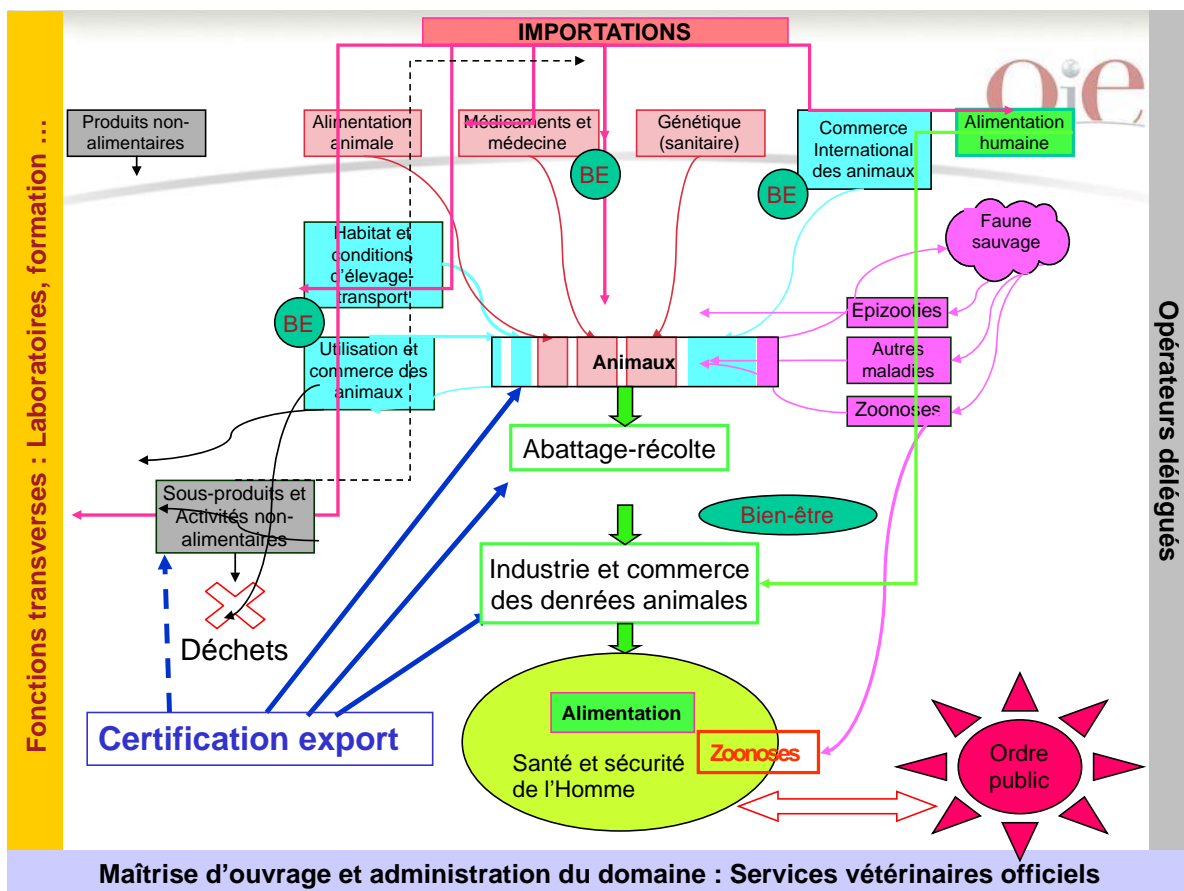 IMPORTATIONS
oie
Produits non-
alimentaires
Alimentation
animale
Médicaments et
médecine
Génétique
(sanitaire)
Commerce
International
des animaux
Alimentation
humaine
BE
BE
Faune
sauvage
Habitat et
conditions
d'élevage-
transport
BE
Epizooties
Utilisation et
commerce des
animaux
Animaux
Autres
maladies
Zoonoses
Abattage-récolte
Sous-produits et
Activités non-
alimentaires
Bien-être
Industrie et commerce
des denrées animales
Déchets
Certification export
Alimentation
Zoonoses
Santé et sécurité
de l'Homme
Ordre
public
Fonctions transverses : Laboratoires, formation ...
Opérateurs délégués
Maîtrise d'ouvrage et administration du domaine : Services vétérinaires officiels